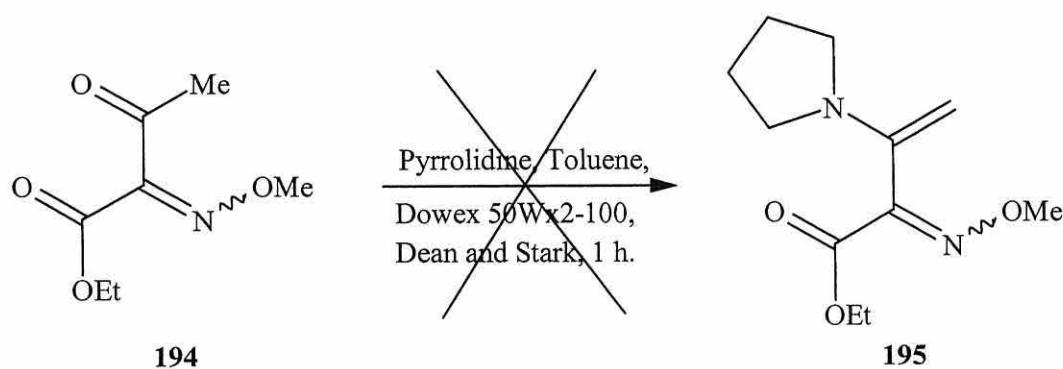 O
Me
O
N
OMe
OEt
194
Pyrrolidine, Toluene,
Dowex 50Wx2-100,
Dean and Stark, 1 h.
N
O
N
OMe
OEt
195